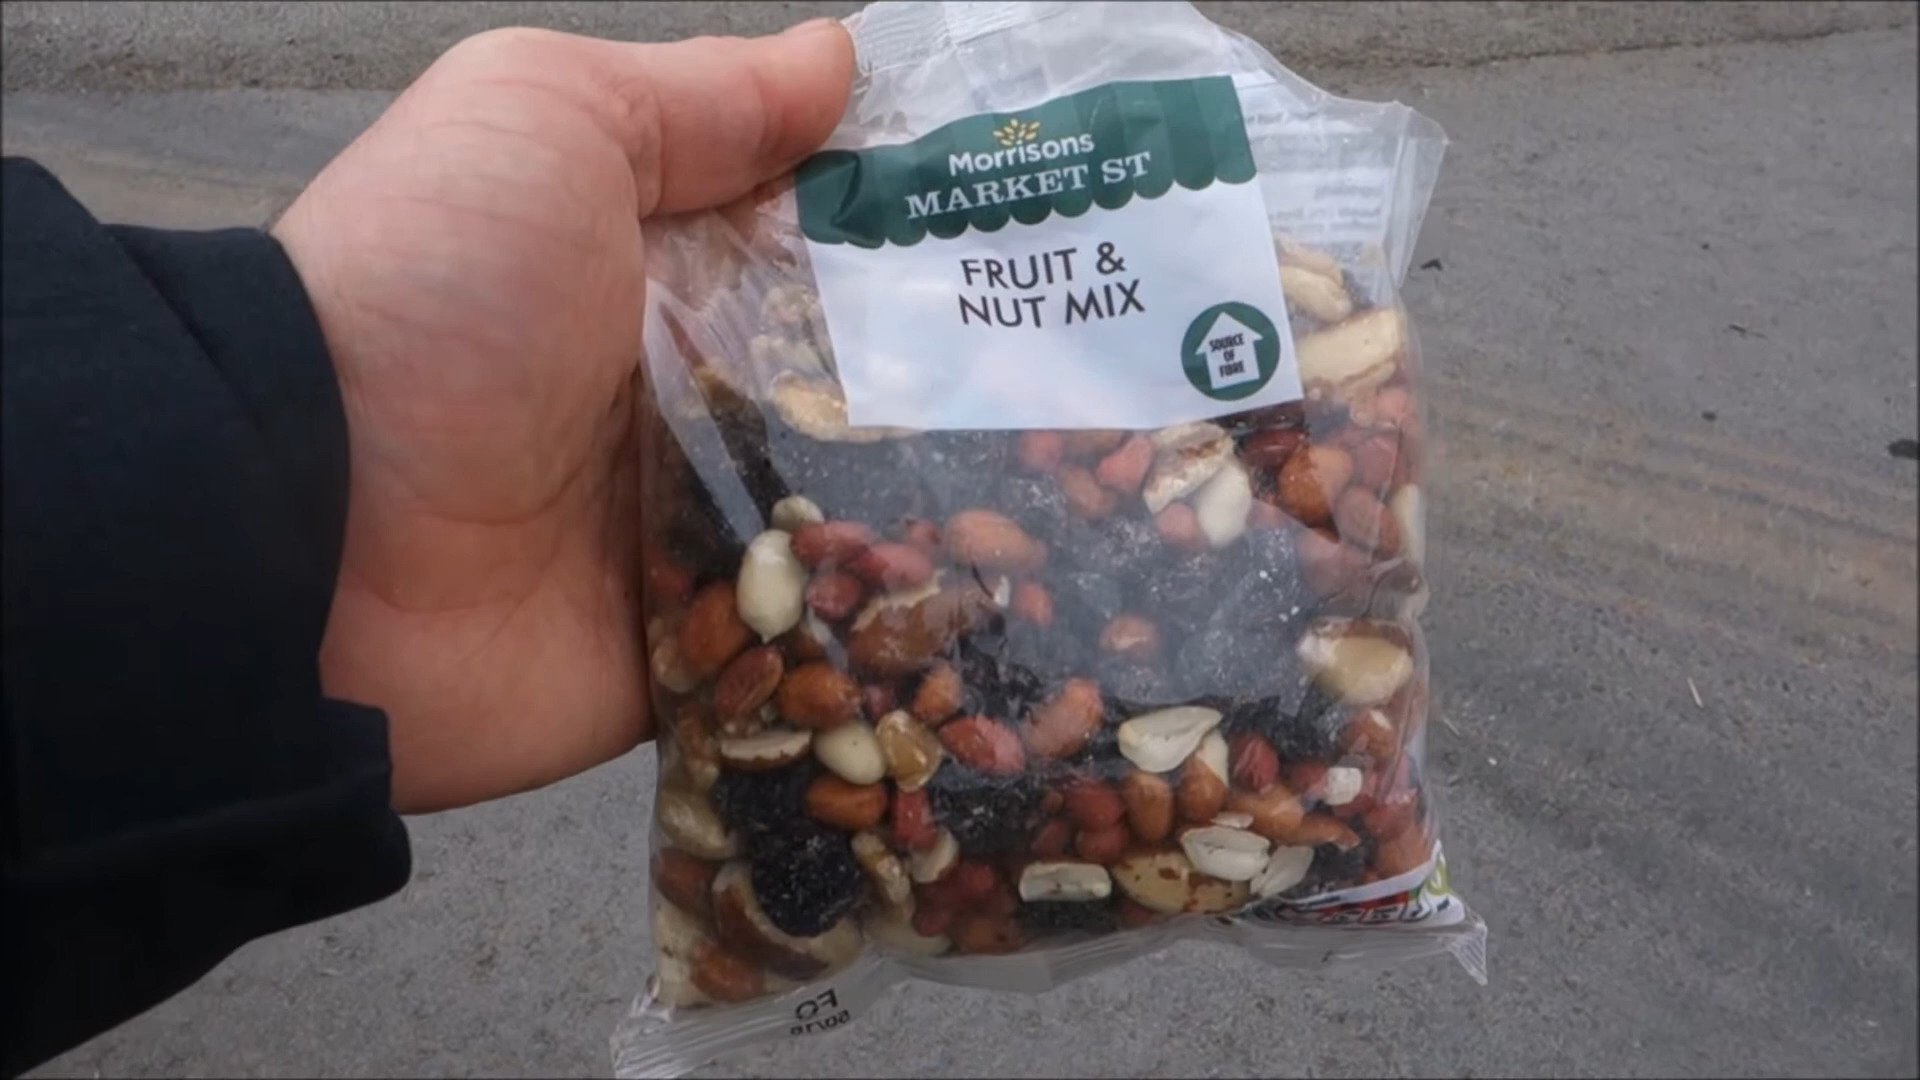 Morrisons
MARKET ST
FRUIT &
NUT MIX
SOURCE
OF
FIBRE